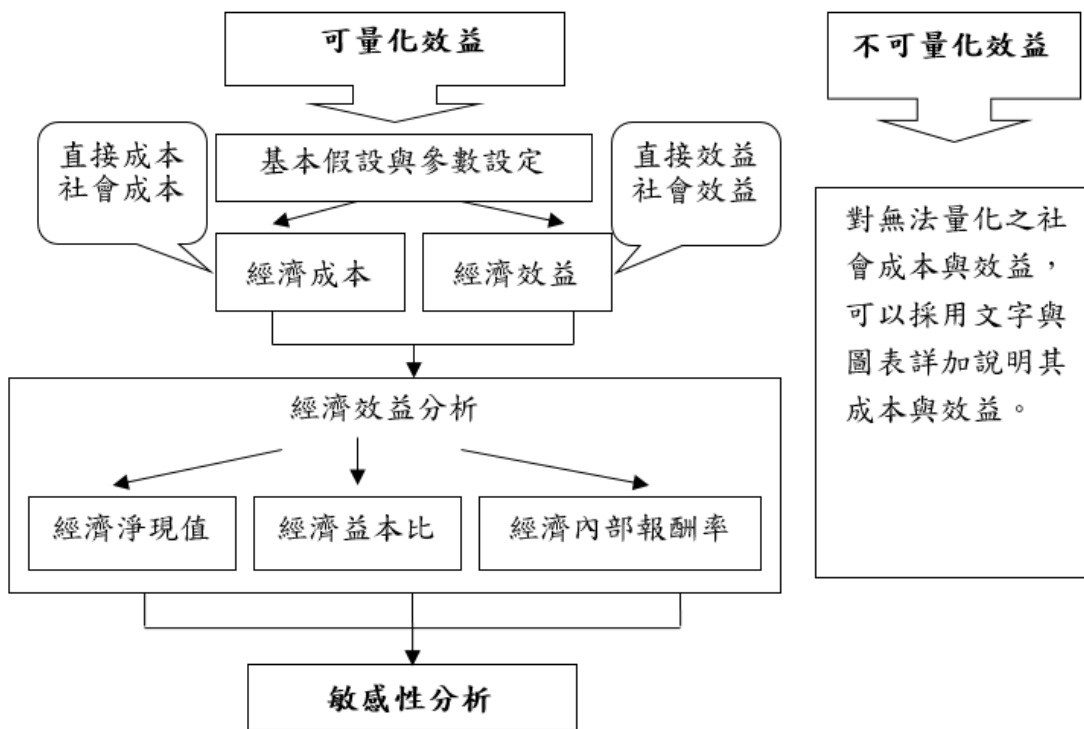 可量化效益
不可量化效益
基本假設與參數設定
直接成本
社會成本
直接效益
社會效益
經濟成本
經濟效益
經濟效益分析
經濟淨現值
經濟益本比
經濟內部報酬率
敏感性分析
對無法量化之社
會成本與效益，
可以採用文字與
圖表詳加說明其
成本與效益。